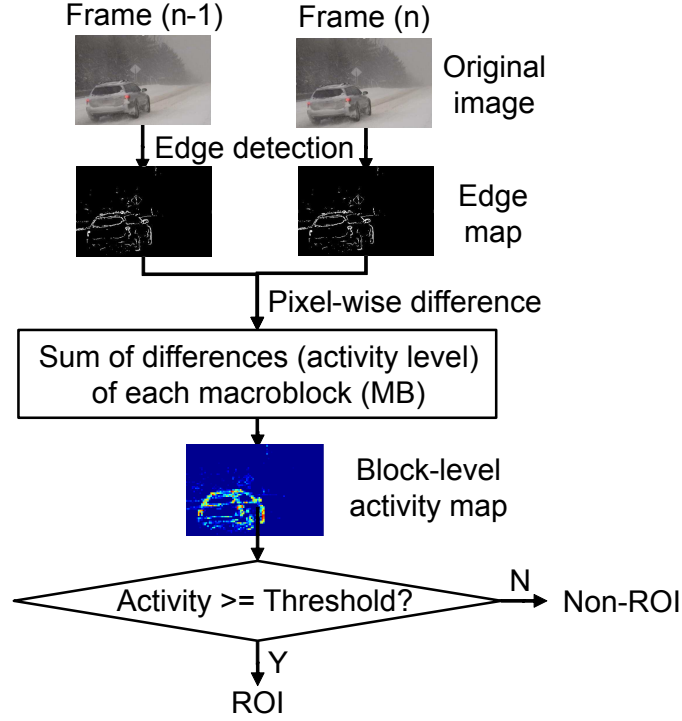 Frame (n-1)
Frame (n)
Original
image
Edge detection
Edge
map
Pixel-wise difference
Sum of differences (activity level)
of each macroblock (MB)
Block-level
activity map
Activity >= Threshold?
N
Non-ROI
Y
ROI